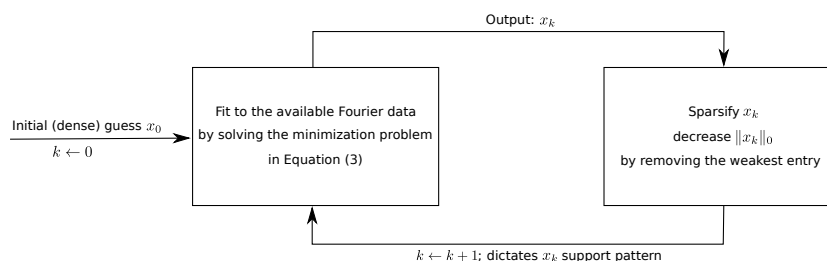 Output: x_k
Fit to the available Fourier data
by solving the minimization problem
in Equation (3)
Initial (dense) guess x_0
k ← 0
Sparsify x_k
decrease ‖x_k‖_0
by removing the weakest entry
k ← k + 1; dictates x_k support pattern